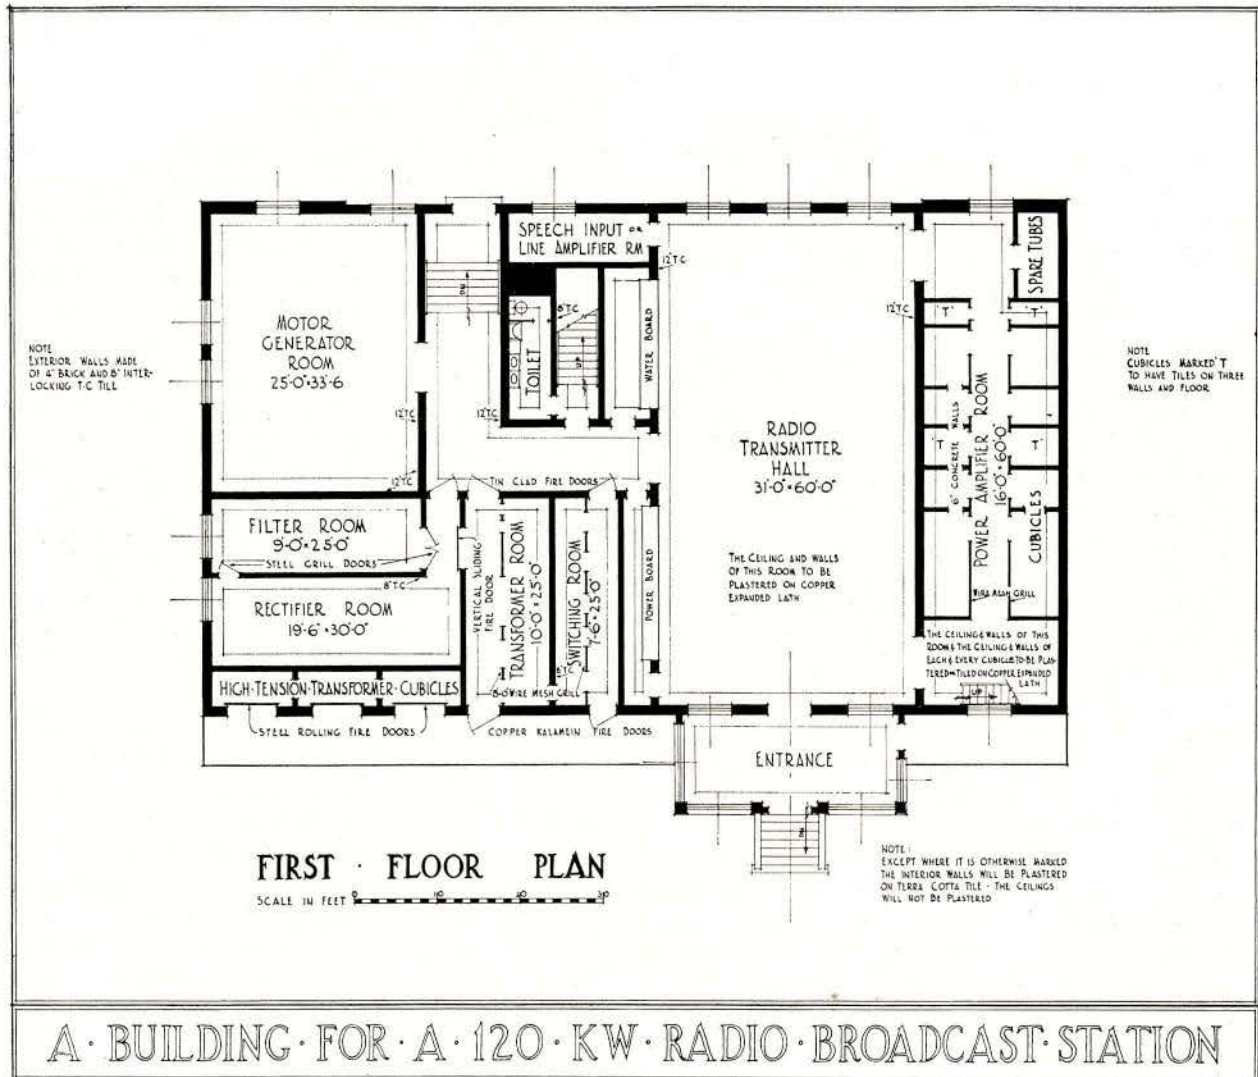 SPEECH INPUT OR
LINE AMPLIFIER RM
SPARE TUBES
12" T.C.
DN
MOTOR
GENERATOR
ROOM
25'-0" × 33'-6
NOTE
EXTERIOR WALLS MADE
OF 4" BRICK AND 8" INTER-
LOCKING T-C TILE
8" T.C.
UP
TOILET
WATER BOARD
12" T.C.
"T"
"T"
NOTE
CUBICLES MARKED "T"
TO HAVE TILES ON THREE
WALLS AND FLOOR
12" T.C.
12" T.C.
12" T.C.
RADIO
TRANSMITTER
HALL
31'-0" × 60'-0"
6" CONCRETE WALLS
POWER AMPLIFIER ROOM
16'-0" × 60'-0"
"T"
"T"
CUBICLES
TIN CLAD FIRE DOORS
FILTER ROOM
9'-0" × 25'-0"
STEEL GRILL DOORS
8" T.C.
RECTIFIER ROOM
19'-6" × 30'-0"
VERTICAL SLIDING
FIRE DOOR
TRANSFORMER ROOM
10'-0" × 25'-0"
SWITCHING ROOM
7'-6" × 25'-0"
POWER BOARD
THE CEILING AND WALLS
OF THIS ROOM TO BE
PLASTERED ON COPPER
EXPANDED LATH
WIRE MESH GRILL
THE CEILING & WALLS OF THIS
ROOM & THE CEILING & WALLS OF
EACH & EVERY CUBICLE TO BE PLAS-
TERED OR TILED ON COPPER EXPANDED
LATH
UP
HIGH·TENSION·TRANSFORMER·CUBICLES
8" T.C.
8'-0" WIRE MESH GRILL
STEEL ROLLING FIRE DOORS
COPPER KALAMEIN FIRE DOORS
ENTRANCE
DN
FIRST · FLOOR PLAN
SCALE IN FEET 0 10 20 30
NOTE:
EXCEPT WHERE IT IS OTHERWISE MARKED
THE INTERIOR WALLS WILL BE PLASTERED
ON TERRA COTTA TILE - THE CEILINGS
WILL NOT BE PLASTERED
A · BUILDING · FOR · A · 120 · KW · RADIO · BROADCAST · STATION